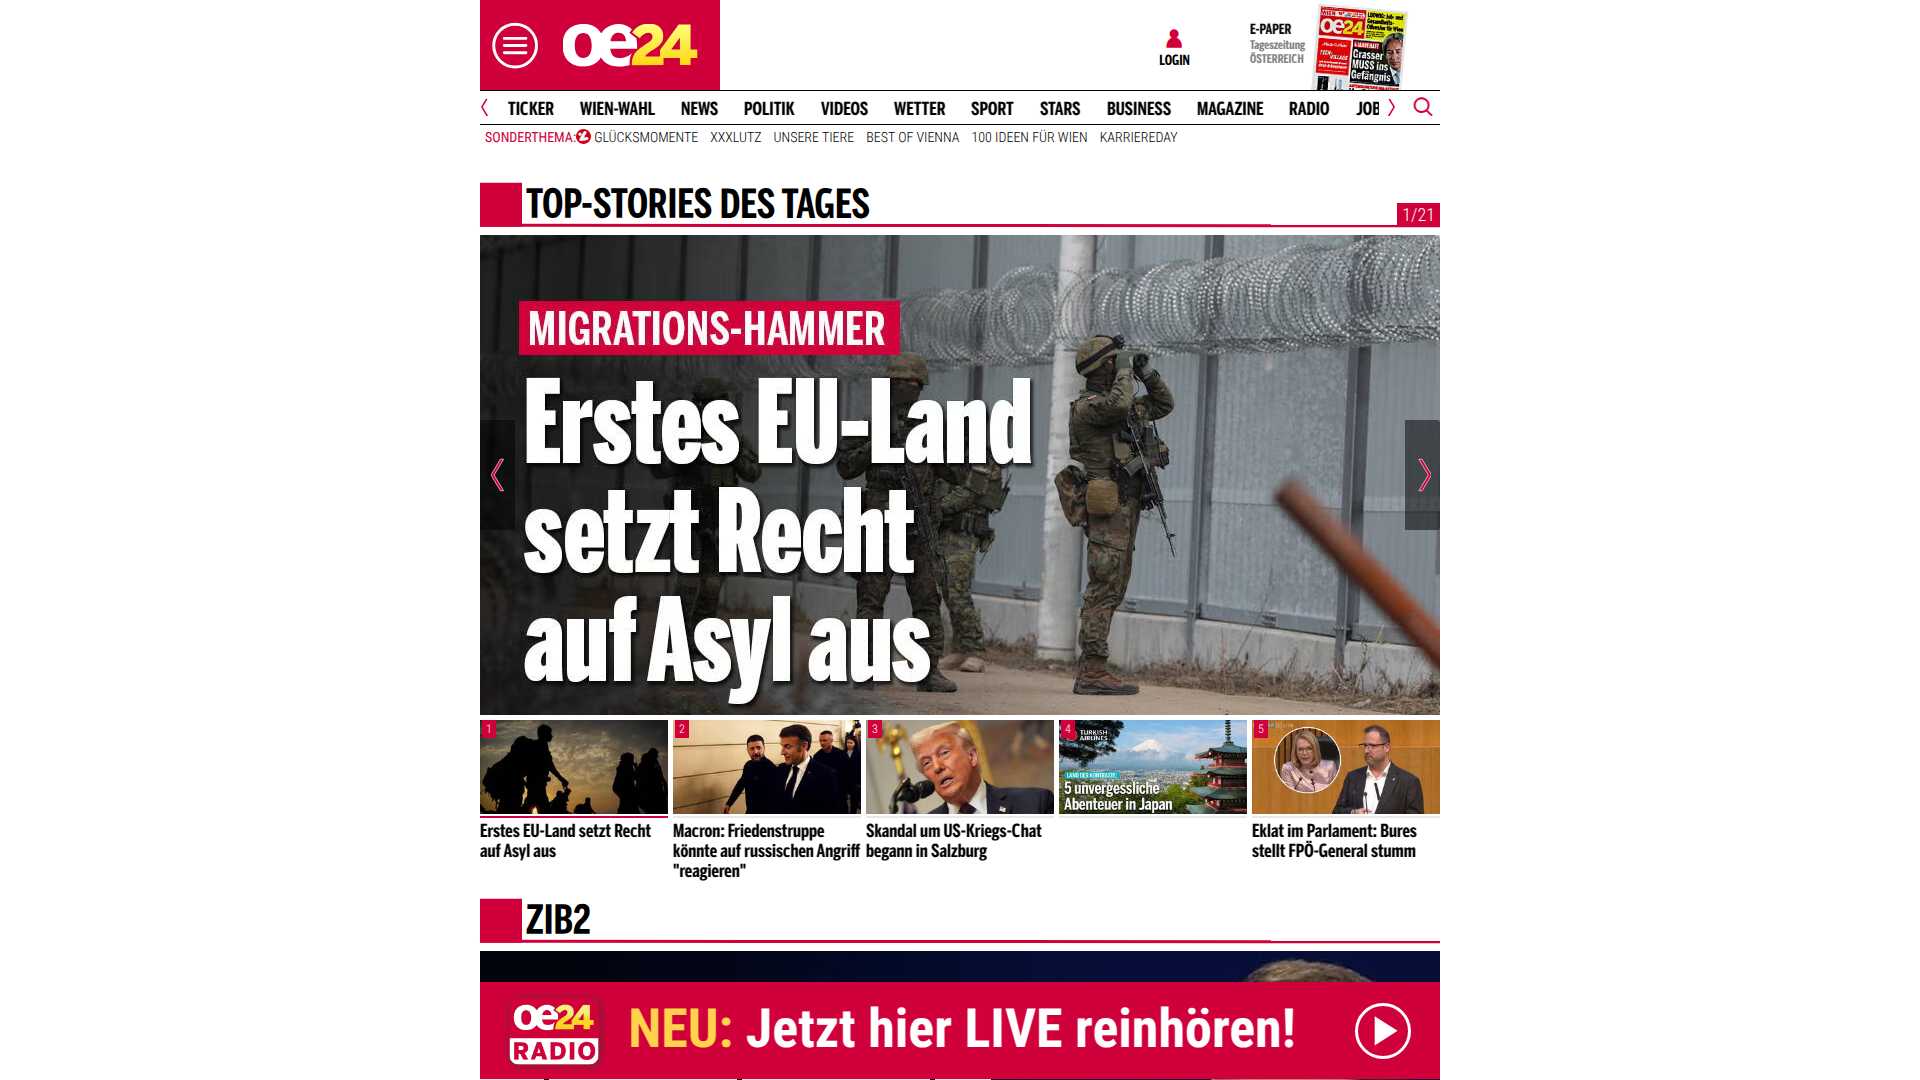 oe24
LOGIN
E-PAPER
Tageszeitung
ÖSTERREICH
oe24
Grasser
MUSS ins
Gefängnis
TICKER WIEN-WAHL NEWS POLITIK VIDEOS WETTER SPORT STARS BUSINESS MAGAZINE RADIO JOB
SONDERTHEMA: GLÜCKSMOMENTE XXXLUTZ UNSERE TIERE BEST OF VIENNA 100 IDEEN FÜR WIEN KARRIEREDAY
TOP-STORIES DES TAGES
1/21
MIGRATIONS-HAMMER
Erstes EU-Land
setzt Recht
auf Asyl aus
1 2 3 4 5
TURKISH
AIRLINES
LAND DER KONTRASTE
5 unvergessliche
Abenteuer in Japan
Erstes EU-Land setzt Recht
auf Asyl aus
Macron: Friedenstruppe
könnte auf russischen Angriff
"reagieren"
Skandal um US-Kriegs-Chat
begann in Salzburg
Eklat im Parlament: Bures
stellt FPÖ-General stumm
ZIB2
oe24
RADIO
NEU: Jetzt hier LIVE reinhören!